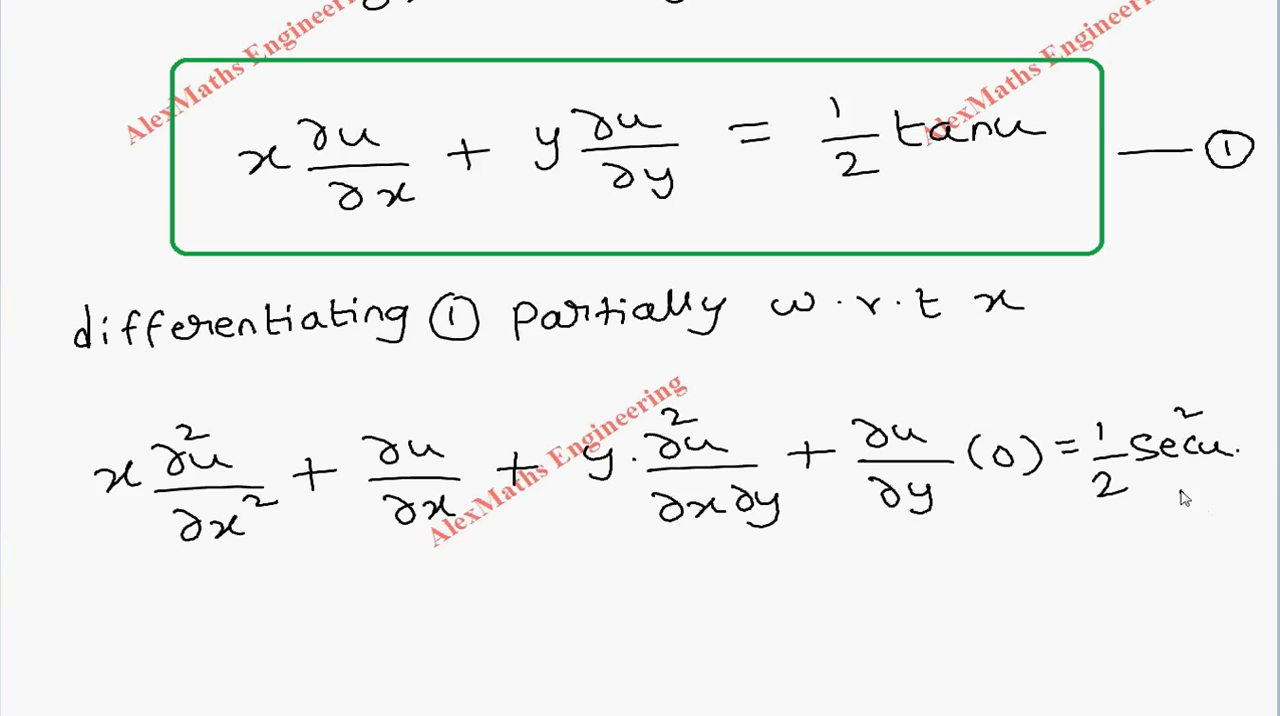 AlexMaths Engineering
AlexMaths Engineering
x ∂u/∂x + y ∂u/∂y = 1/2 tanu —— ①
differentiating ① partially w.r.t x
x ∂²u/∂x² + ∂u/∂x + y. ∂²u/∂x∂y + ∂u/∂y (0) = 1/2 sec²u.
AlexMaths Engineering